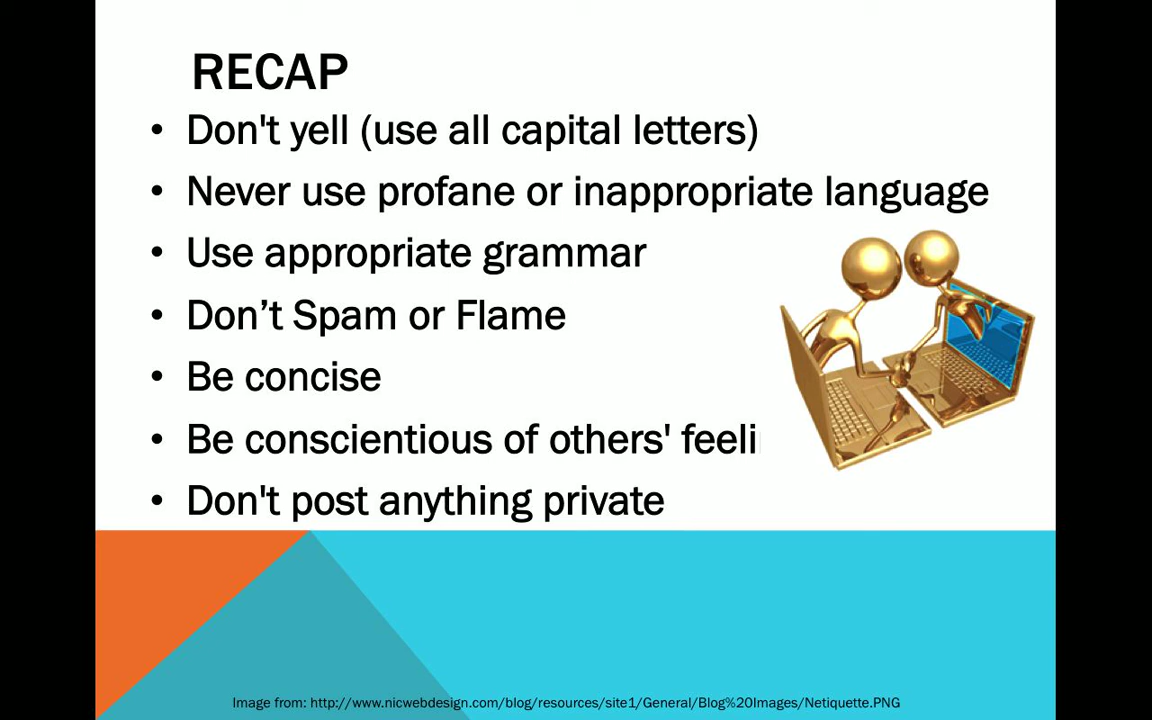 RECAP
• Don't yell (use all capital letters)
• Never use profane or inappropriate language
• Use appropriate grammar
• Don’t Spam or Flame
• Be concise
• Be conscientious of others'
• Don't post anything private
Image from: http://www.nicwebdesign.com/blog/resources/site1/General/Blog%20Images/Netiquette.PNG